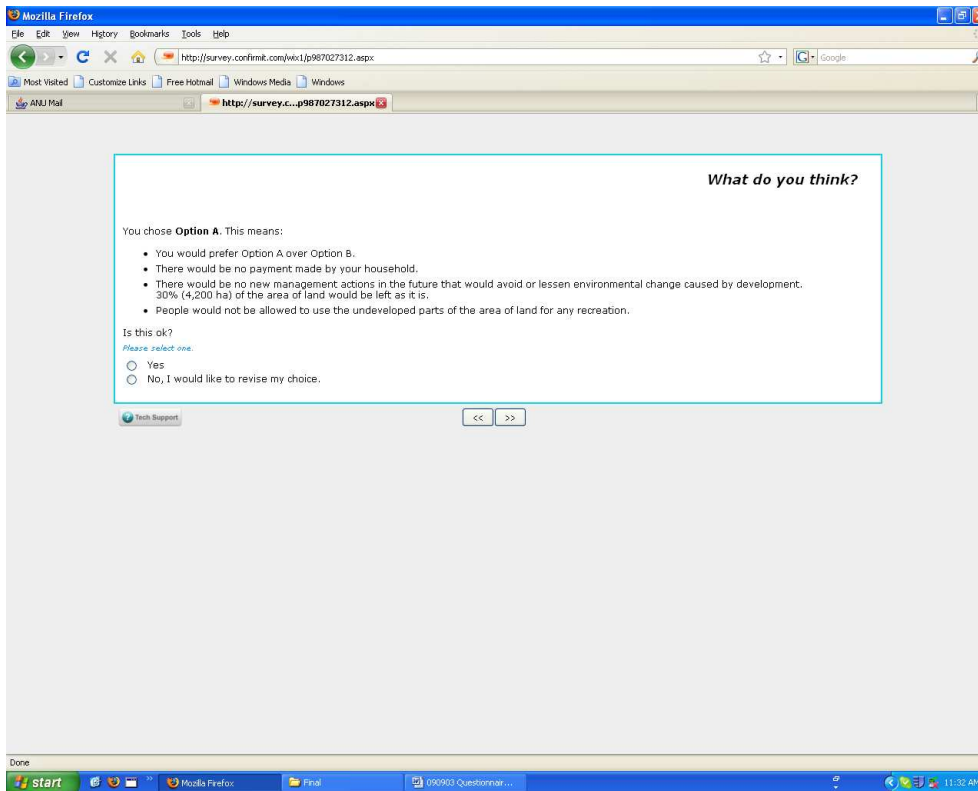 Mozilla Firefox
File Edit View History Bookmarks Tools Help
http://survey.confirmit.com/wix1/p987027312.aspx
Google
Most Visited Customize Links Free Hotmail Windows Media Windows
ANU Mail http://survey.c...p987027312.aspx
What do you think?
You chose Option A. This means:
• You would prefer Option A over Option B.
• There would be no payment made by your household.
• There would be no new management actions in the future that would avoid or lessen environmental change caused by development.
30% (4,200 ha) of the area of land would be left as it is.
• People would not be allowed to use the undeveloped parts of the area of land for any recreation.
Is this ok?
Please select one.
Yes
No, I would like to revise my choice.
Tech Support << >>
Done
start Mozilla Firefox Final 090903 Questionnair... 11:32 AM